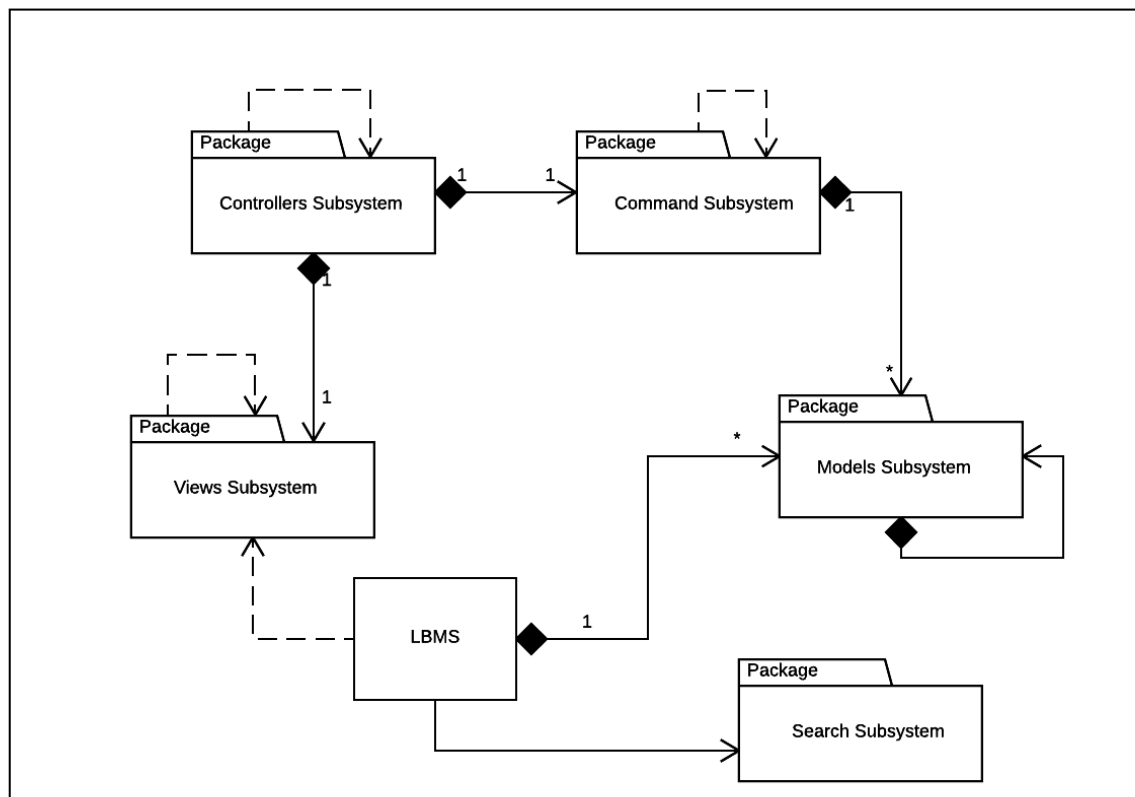 Package
Controllers Subsystem
1
1
Package
Command Subsystem
1
1
1
*
Package
Views Subsystem
*
Package
Models Subsystem
LBMS
1
Package
Search Subsystem